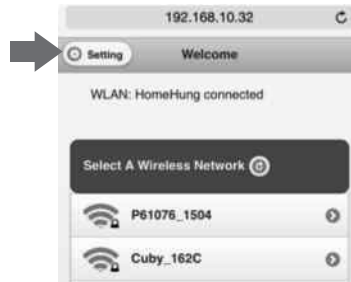 192.168.10.32
Setting
Welcome
WLAN: HomeHung connected
Select A Wireless Network
P61076_1504
Cuby_162C